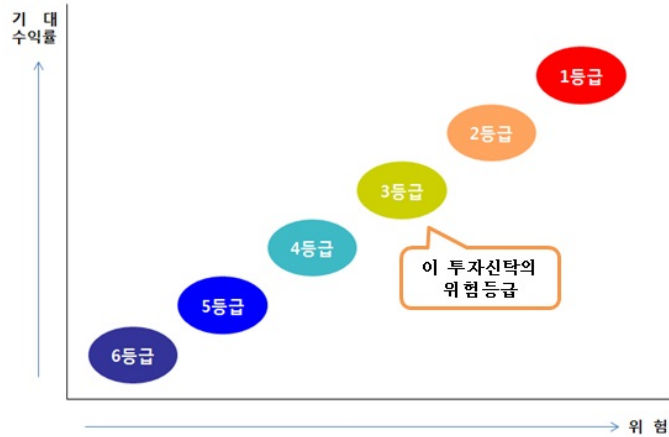 기 대
수익률
1등급
2등급
3등급
4등급
이 투자신탁의
위험등급
5등급
6등급
위 험